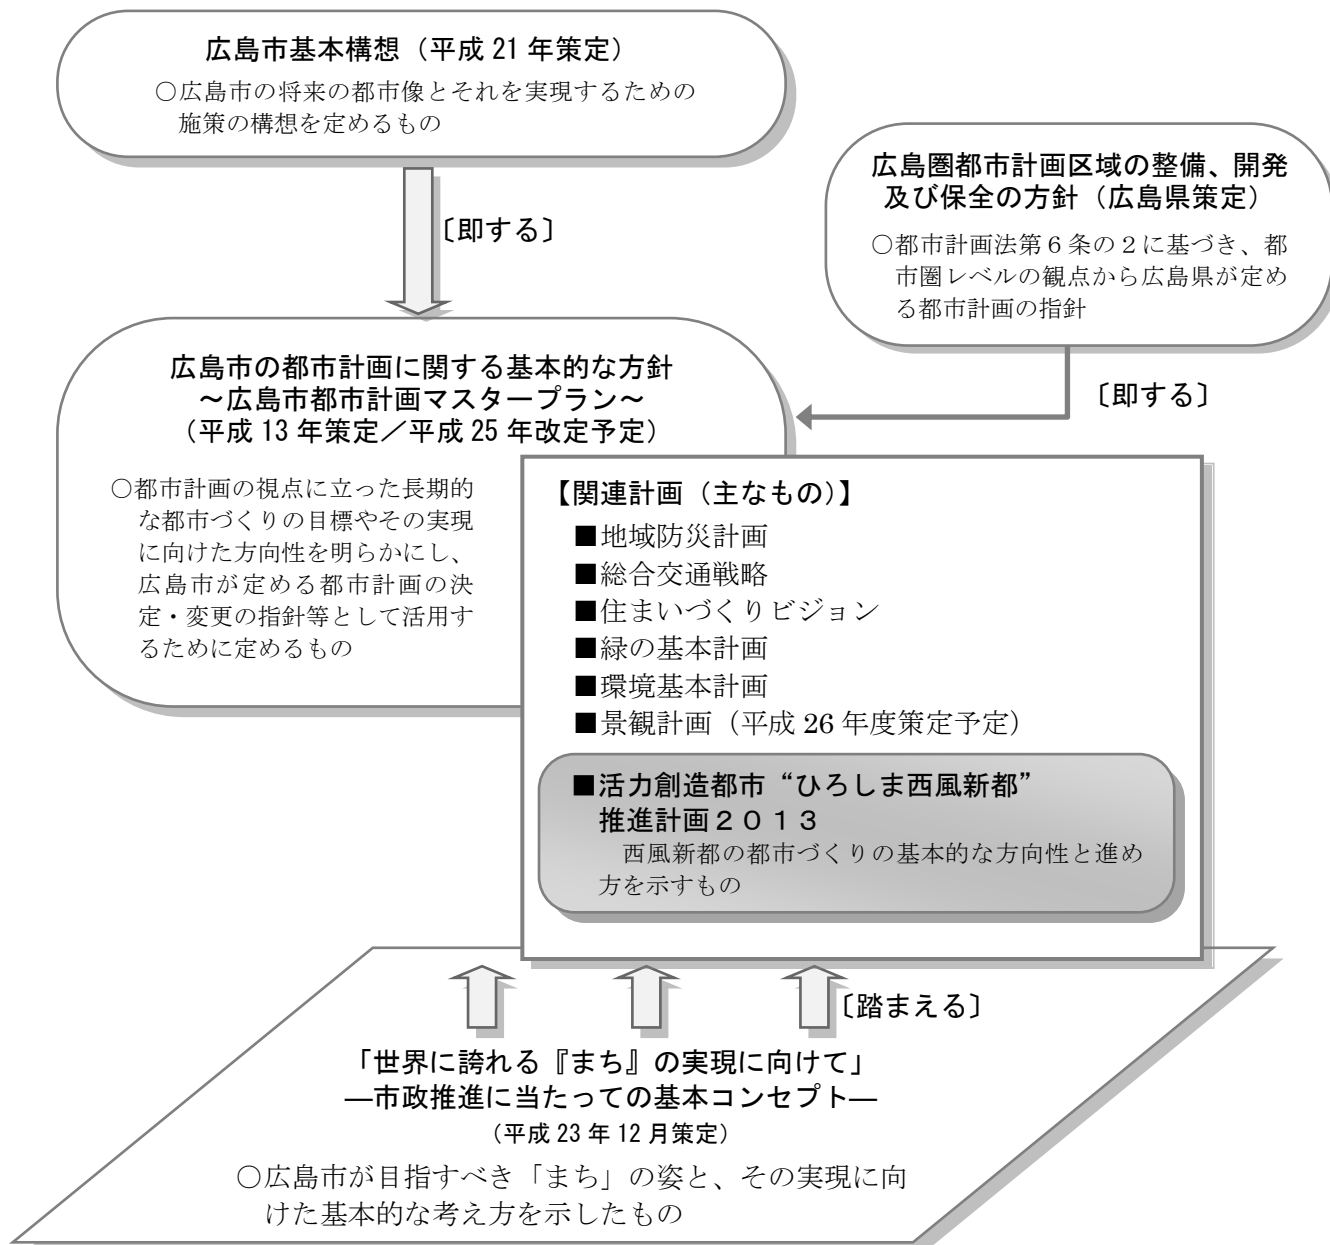 広島市基本構想（平成 21 年策定）
○広島市の将来の都市像とそれを実現するための
施策の構想を定めるもの
〔即する〕
広島圏都市計画区域の整備、開発
及び保全の方針（広島県策定）
○都市計画法第６条の２に基づき、都
市圏レベルの観点から広島県が定め
る都市計画の指針
〔即する〕
広島市の都市計画に関する基本的な方針
～広島市都市計画マスタープラン～
（平成 13 年策定／平成 25 年改定予定）
○都市計画の視点に立った長期的
な都市づくりの目標やその実現
に向けた方向性を明らかにし、
広島市が定める都市計画の決
定・変更の指針等として活用す
るために定めるもの
【関連計画（主なもの）】
■地域防災計画
■総合交通戦略
■住まいづくりビジョン
■緑の基本計画
■環境基本計画
■景観計画（平成 26 年度策定予定）
■活力創造都市“ひろしま西風新都”
推進計画２０１３
西風新都の都市づくりの基本的な方向性と進め
方を示すもの
〔踏まえる〕
「世界に誇れる『まち』の実現に向けて」
―市政推進に当たっての基本コンセプト―
（平成 23 年 12 月策定）
○広島市が目指すべき「まち」の姿と、その実現に向
けた基本的な考え方を示したもの